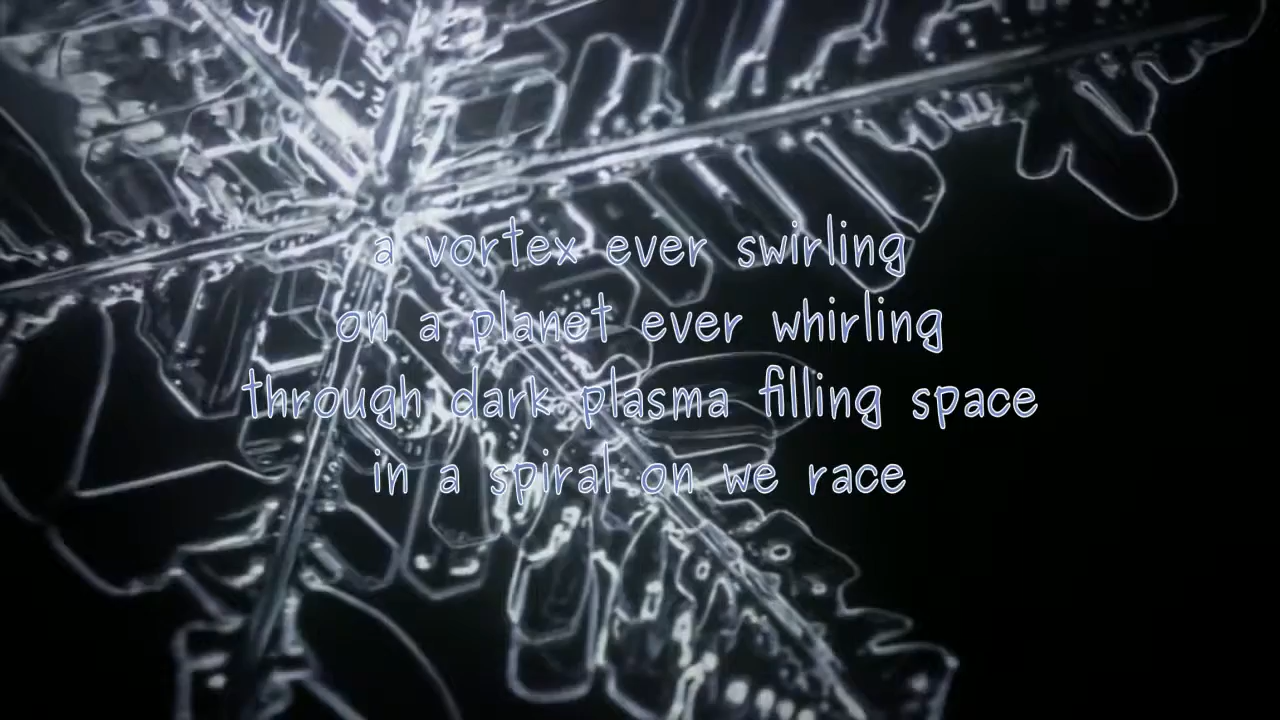 a vortex ever swirling
on a planet ever whirling
through dark plasma filling space
in a spiral on we race